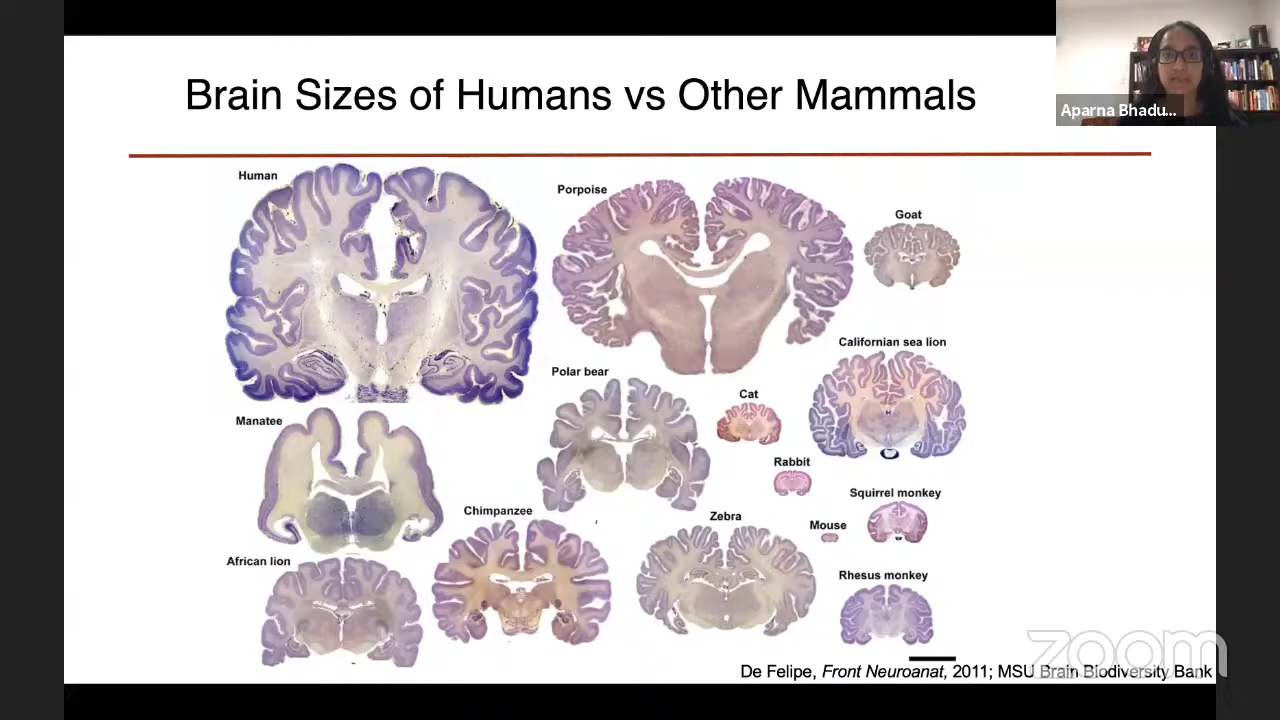 Brain Sizes of Humans vs Other Mammals
Aparna Bhadu...
Human
Porpoise
Goat
Californian sea lion
Polar bear
Cat
Manatee
Rabbit
Squirrel monkey
Chimpanzee
Zebra
Mouse
African lion
Rhesus monkey
zoom
De Felipe, Front Neuroanat, 2011; MSU Brain Biodiversity Bank